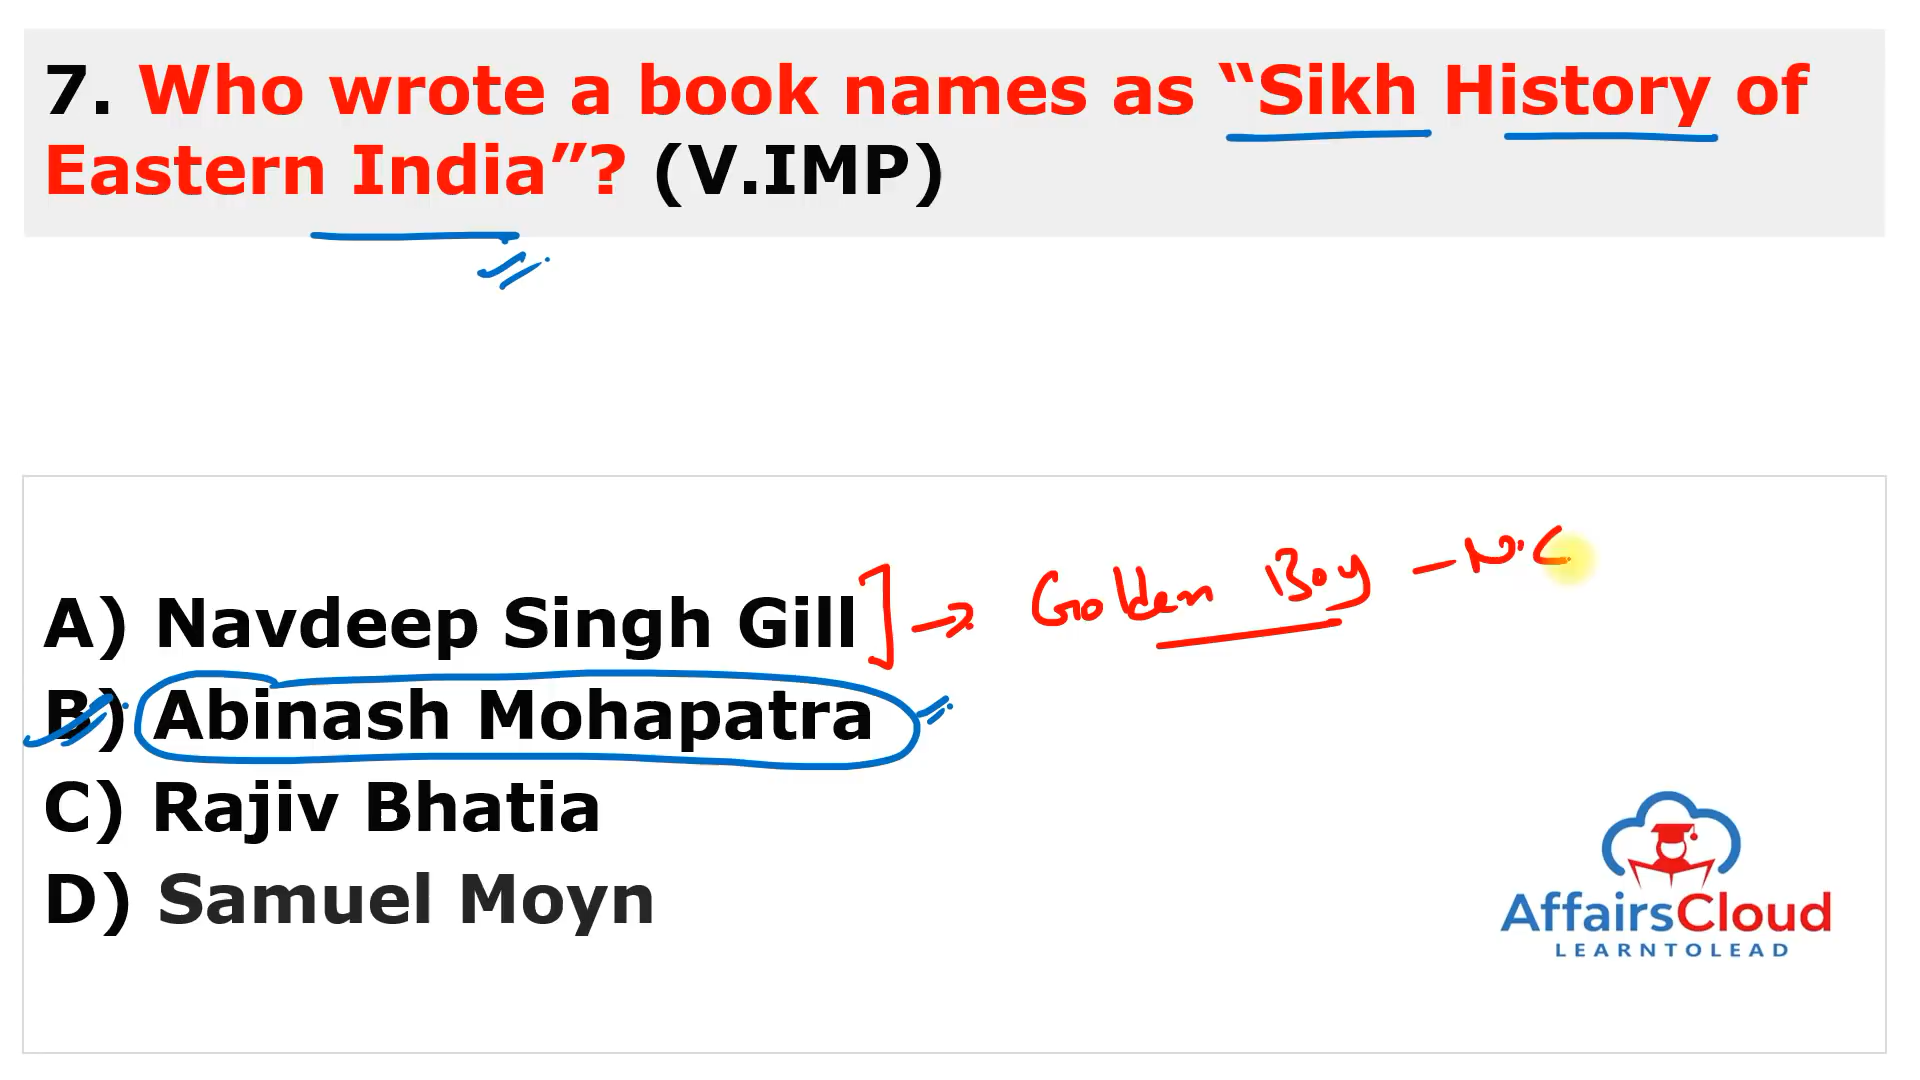 7. Who wrote a book names as “Sikh History of
Eastern India”? (V.IMP)
A) Navdeep Singh Gill
Golden Boy - N.C
B) Abinash Mohapatra
C) Rajiv Bhatia
D) Samuel Moyn
AffairsCloud
LEARNTOLEAD